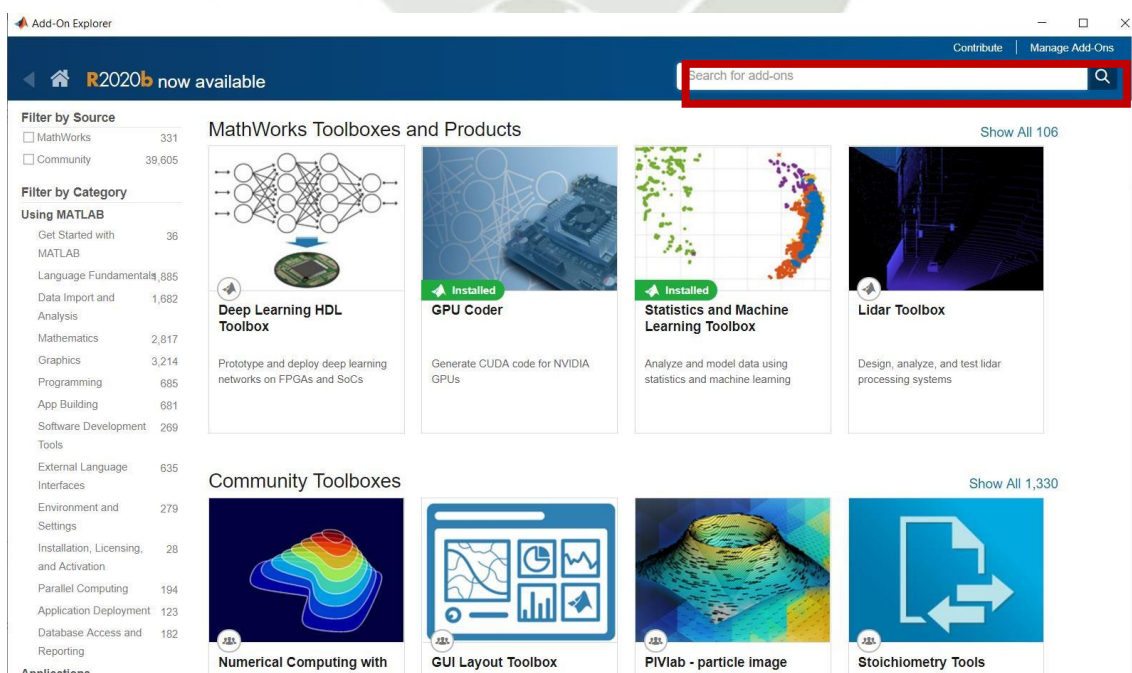 Add-On Explorer
Contribute | Manage Add-Ons
R2020b now available
Search for add-ons
Filter by Source
MathWorks 331
Community 39,605
Filter by Category
Using MATLAB
Get Started with 36
MATLAB
Language Fundamentals
Data Import and 1,682
Analysis
Mathematics 2,817
Graphics 3,214
Programming 685
App Building 681
Software Development 269
Tools
External Language 635
Interfaces
Environment and 279
Settings
Installation, Licensing, 28
and Activation
Parallel Computing 194
Application Deployment 123
Database Access and 182
Reporting
Applications
MathWorks Toolboxes and Products
Show All 106
Deep Learning HDL
Toolbox
Prototype and deploy deep learning
networks on FPGAs and SoCs
Installed
GPU Coder
Generate CUDA code for NVIDIA
GPUs
Installed
Statistics and Machine
Learning Toolbox
Analyze and model data using
statistics and machine learning
Lidar Toolbox
Design, analyze, and test lidar
processing systems
Community Toolboxes
Show All 1,330
Numerical Computing with
GUI Layout Toolbox
PIVlab - particle image
Stoichiometry Tools